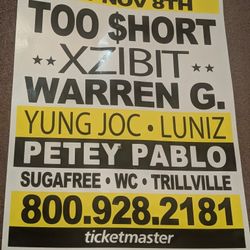 NOV 8TH
TOO $HORT
**XZIBIT**
WARREN G.
YUNG JOC • LUNIZ
PETEY PABLO
SUGAFREE • WC • TRILLVILLE
800.928.2181
ticketmaster